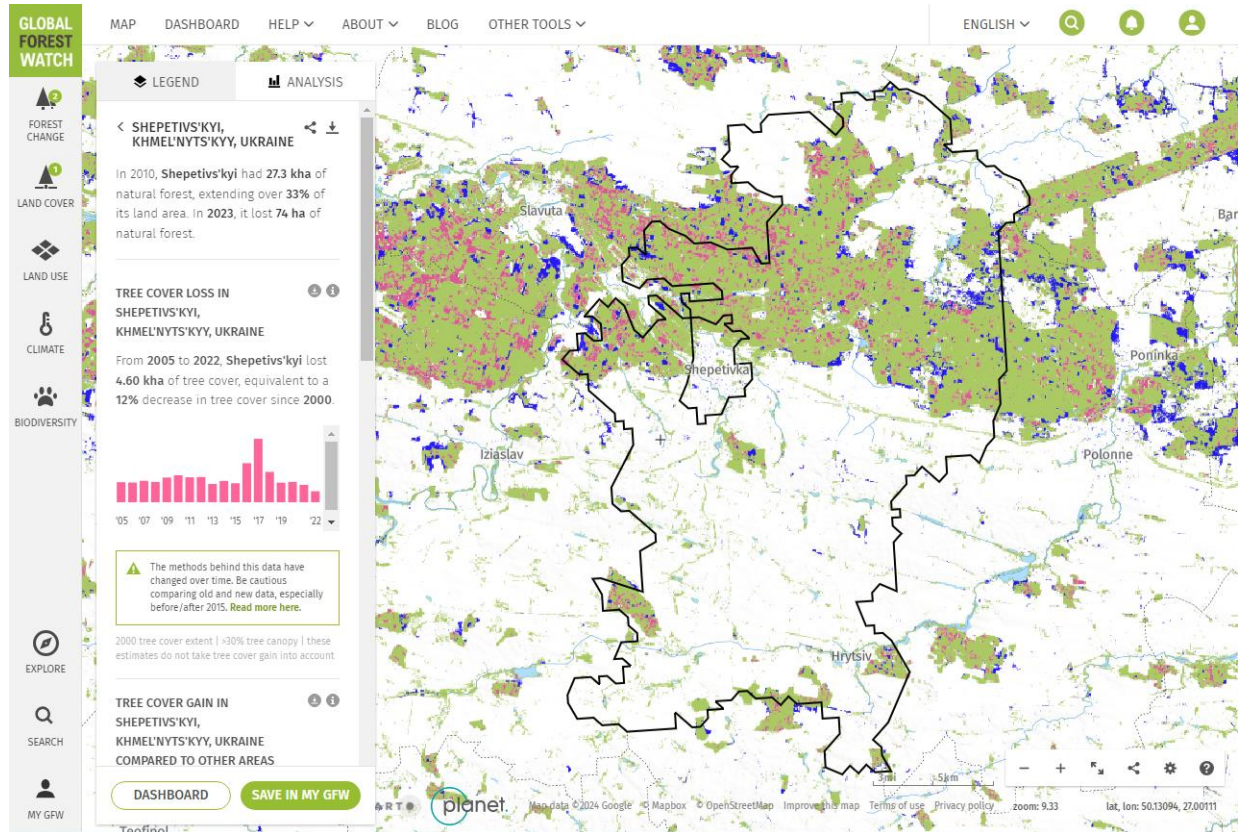 GLOBAL
FOREST
WATCH
MAP DASHBOARD HELP ABOUT BLOG OTHER TOOLS ENGLISH
2
FOREST
CHANGE
1
LAND COVER
LAND USE
CLIMATE
BIODIVERSITY
EXPLORE
SEARCH
MY GFW
LEGEND ANALYSIS
SHEPETIVS'KYI,
KHMEL'NYTS'KYY, UKRAINE
In 2010, Shepetivs'kyi had 27.3 kha of
natural forest, extending over 33% of
its land area. In 2023, it lost 74 ha of
natural forest.
TREE COVER LOSS IN
SHEPETIVS'KYI,
KHMEL'NYTS'KYY, UKRAINE
From 2005 to 2022, Shepetivs'kyi lost
4.60 kha of tree cover, equivalent to a
12% decrease in tree cover since 2000.
'05 '07 '09 '11 '13 '15 '17 '19 '22
The methods behind this data have
changed over time. Be cautious
comparing old and new data, especially
before/after 2015. Read more here.
2000 tree cover extent | >30% tree canopy | these
estimates do not take tree cover gain into account
TREE COVER GAIN IN
SHEPETIVS'KYI,
KHMEL'NYTS'KYY, UKRAINE
COMPARED TO OTHER AREAS
DASHBOARD SAVE IN MY GFW
Slavuta
Bar
Shepetivka
Poninka
Iziaslav
Polonne
Hrytsiv
Teofipol
3mi 5km
ARTO planet. Map data ©2024 Google © Mapbox © OpenStreetMap Improve this map Terms of use Privacy policy zoom: 9.33 lat, lon: 50.13094, 27.00111